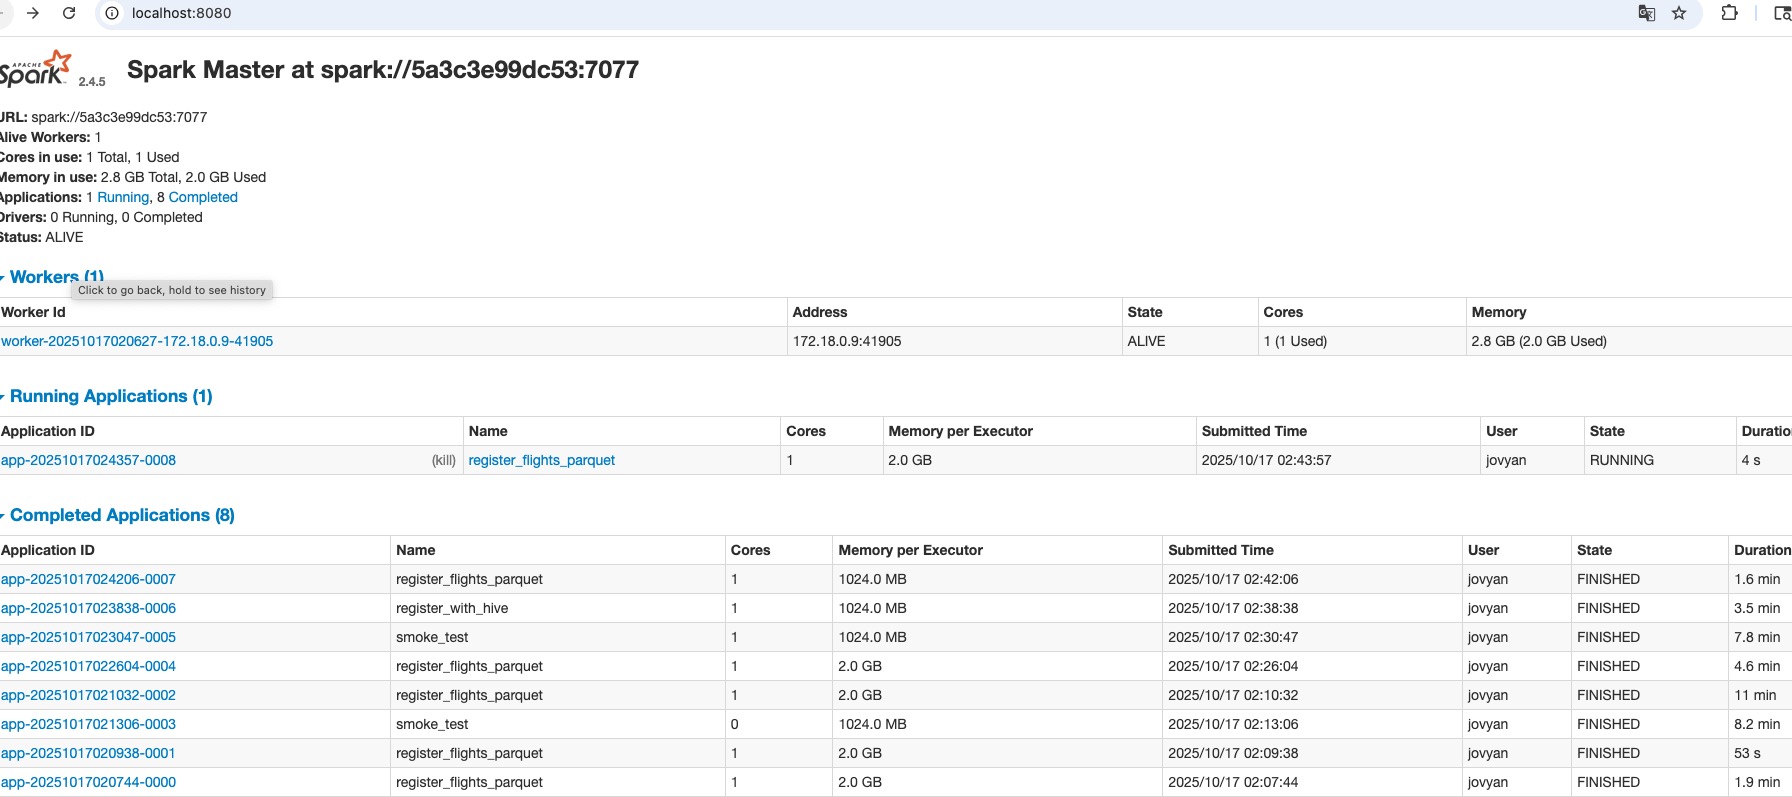 localhost:8080
APACHE
Spark 2.4.5 Spark Master at spark://5a3c3e99dc53:7077
URL: spark://5a3c3e99dc53:7077
Alive Workers: 1
Cores in use: 1 Total, 1 Used
Memory in use: 2.8 GB Total, 2.0 GB Used
Applications: 1 Running, 8 Completed
Drivers: 0 Running, 0 Completed
Status: ALIVE
Workers (1)
Click to go back, hold to see history
Worker Id Address State Cores Memory
worker-20251017020627-172.18.0.9-41905 172.18.0.9:41905 ALIVE 1 (1 Used) 2.8 GB (2.0 GB Used)
Running Applications (1)
Application ID Name Cores Memory per Executor Submitted Time User State Duratio
app-20251017024357-0008 (kill) register_flights_parquet 1 2.0 GB 2025/10/17 02:43:57 jovyan RUNNING 4 s
Completed Applications (8)
Application ID Name Cores Memory per Executor Submitted Time User State Duration
app-20251017024206-0007 register_flights_parquet 1 1024.0 MB 2025/10/17 02:42:06 jovyan FINISHED 1.6 min
app-20251017023838-0006 register_with_hive 1 1024.0 MB 2025/10/17 02:38:38 jovyan FINISHED 3.5 min
app-20251017023047-0005 smoke_test 1 1024.0 MB 2025/10/17 02:30:47 jovyan FINISHED 7.8 min
app-20251017022604-0004 register_flights_parquet 1 2.0 GB 2025/10/17 02:26:04 jovyan FINISHED 4.6 min
app-20251017021032-0002 register_flights_parquet 1 2.0 GB 2025/10/17 02:10:32 jovyan FINISHED 11 min
app-20251017021306-0003 smoke_test 0 1024.0 MB 2025/10/17 02:13:06 jovyan FINISHED 8.2 min
app-20251017020938-0001 register_flights_parquet 1 2.0 GB 2025/10/17 02:09:38 jovyan FINISHED 53 s
app-20251017020744-0000 register_flights_parquet 1 2.0 GB 2025/10/17 02:07:44 jovyan FINISHED 1.9 min